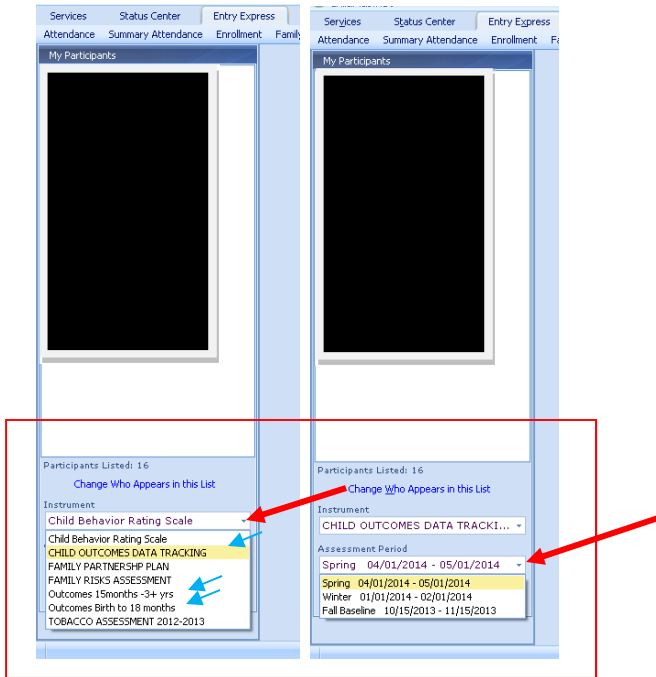 Services Status Center Entry Express
Attendance Summary Attendance Enrollment Family
My Participants
Participants Listed: 16
Change Who Appears in this List
Instrument
Child Behavior Rating Scale
Child Behavior Rating Scale
CHILD OUTCOMES DATA TRACKING
FAMILY PARTNERSHP PLAN
FAMILY RISKS ASSESSMENT
Outcomes 15months -3+ yrs
Outcomes Birth to 18 months
TOBACCO ASSESSMENT 2012-2013
Services Status Center Entry Express
Attendance Summary Attendance Enrollment Fa
My Participants
Participants Listed: 16
Change Who Appears in this List
Instrument
CHILD OUTCOMES DATA TRACKI...
Assessment Period
Spring 04/01/2014 - 05/01/2014
Spring 04/01/2014 - 05/01/2014
Winter 01/01/2014 - 02/01/2014
Fall Baseline 10/15/2013 - 11/15/2013